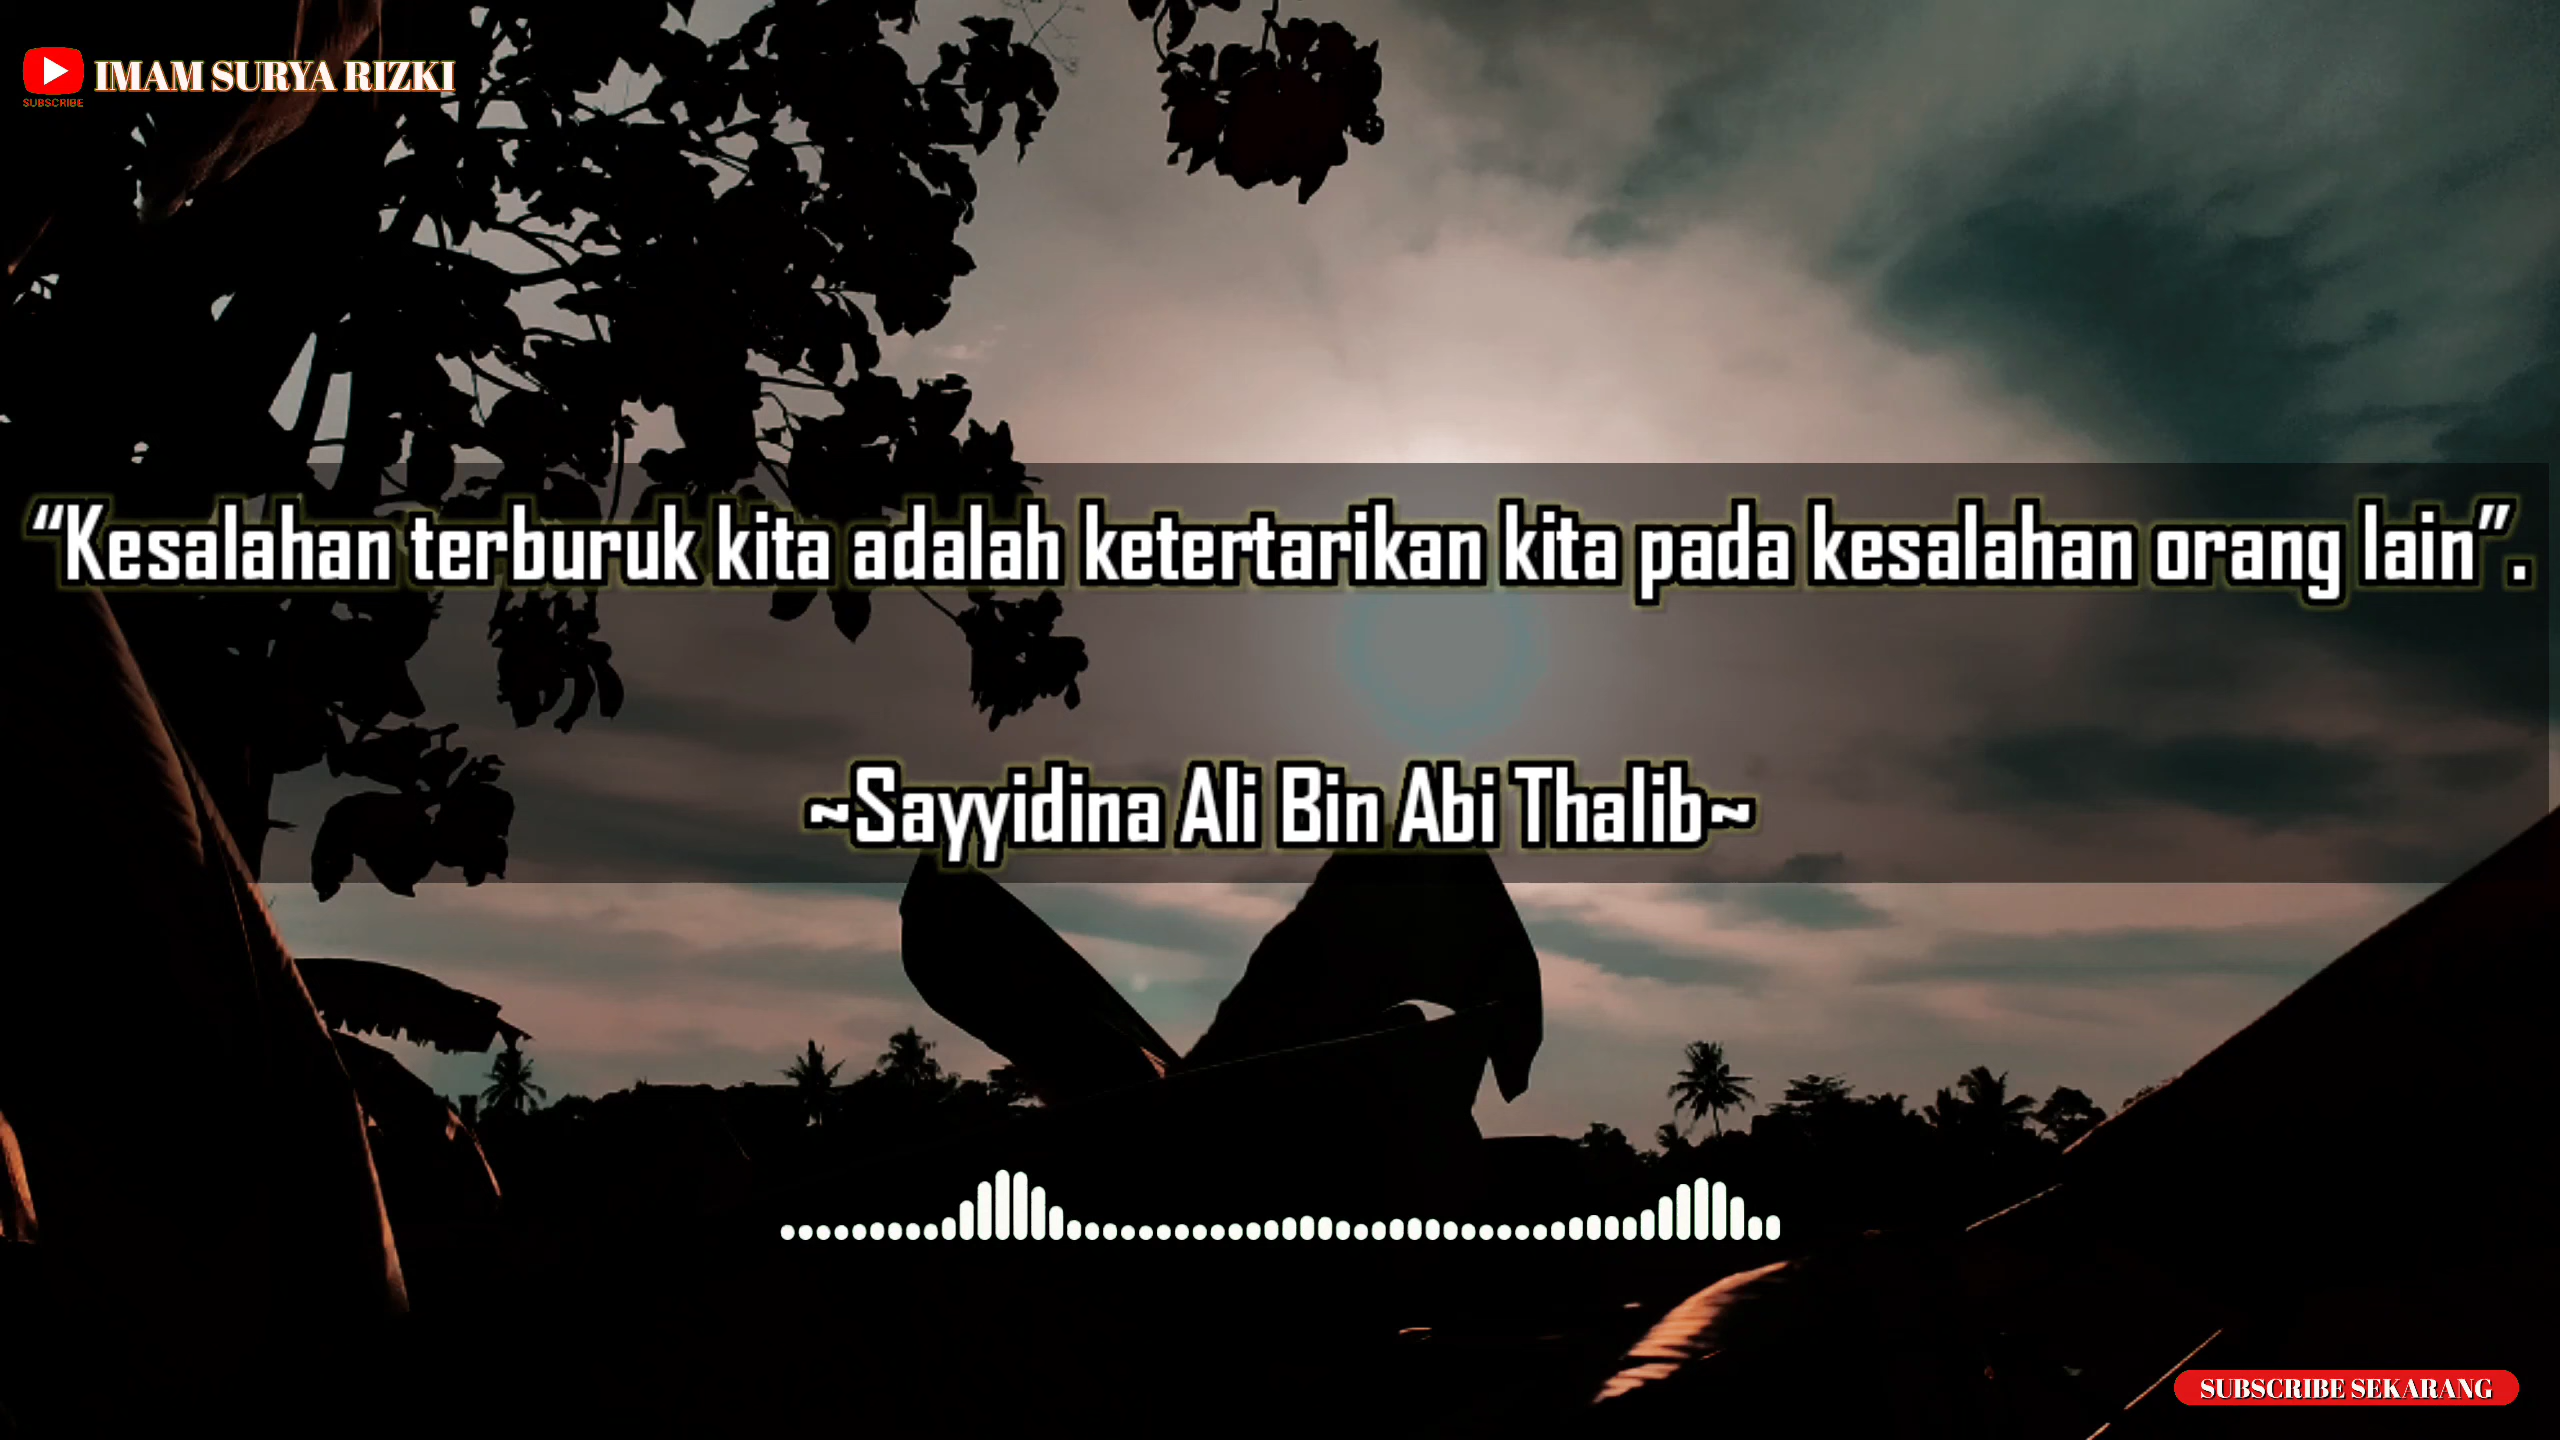 IMAM SURYA RIZKI
SUBSCRIBE
“Kesalahan terburuk kita adalah ketertarikan kita pada kesalahan orang lain”.
~Sayyidina Ali Bin Abi Thalib~
SUBSCRIBE SEKARANG